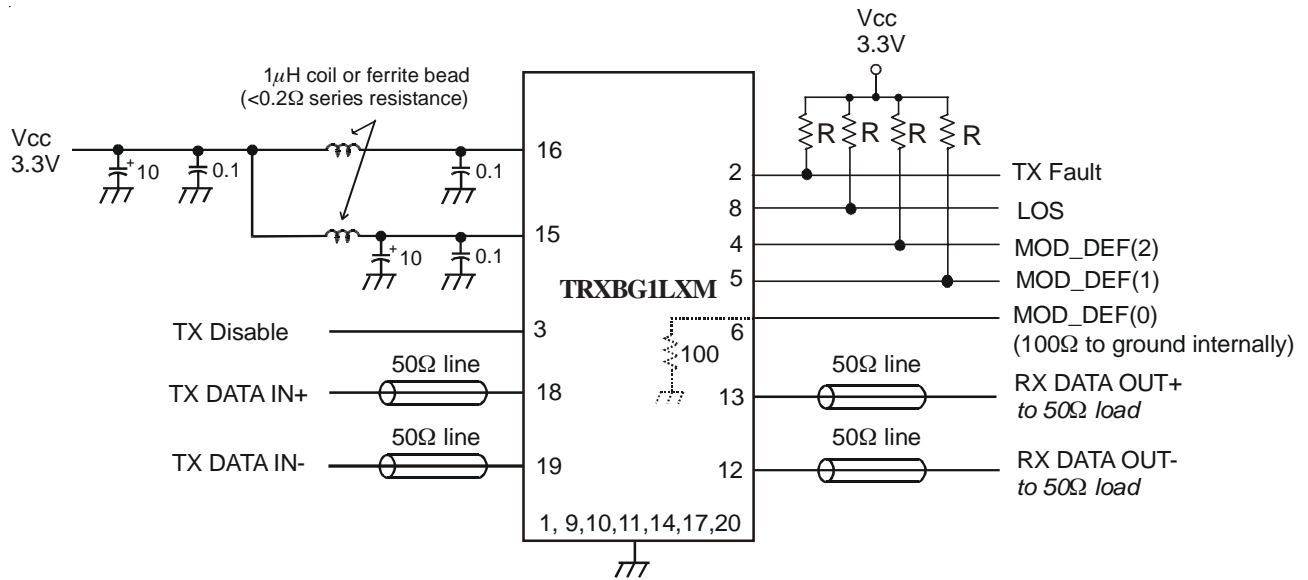 Vcc
3.3V
1μH coil or ferrite bead
(<0.2Ω series resistance)
Vcc
3.3V
+
10
0.1
0.1
+
10
0.1
16
15
TRXBG1LXM
R
R
R
R
2
TX Fault
8
LOS
4
MOD_DEF(2)
5
MOD_DEF(1)
6
MOD_DEF(0)
(100Ω to ground internally)
100
TX Disable
3
50Ω line
TX DATA IN+
18
50Ω line
TX DATA IN-
19
50Ω line
13
RX DATA OUT+
to 50Ω load
50Ω line
12
RX DATA OUT-
to 50Ω load
1, 9,10,11,14,17,20